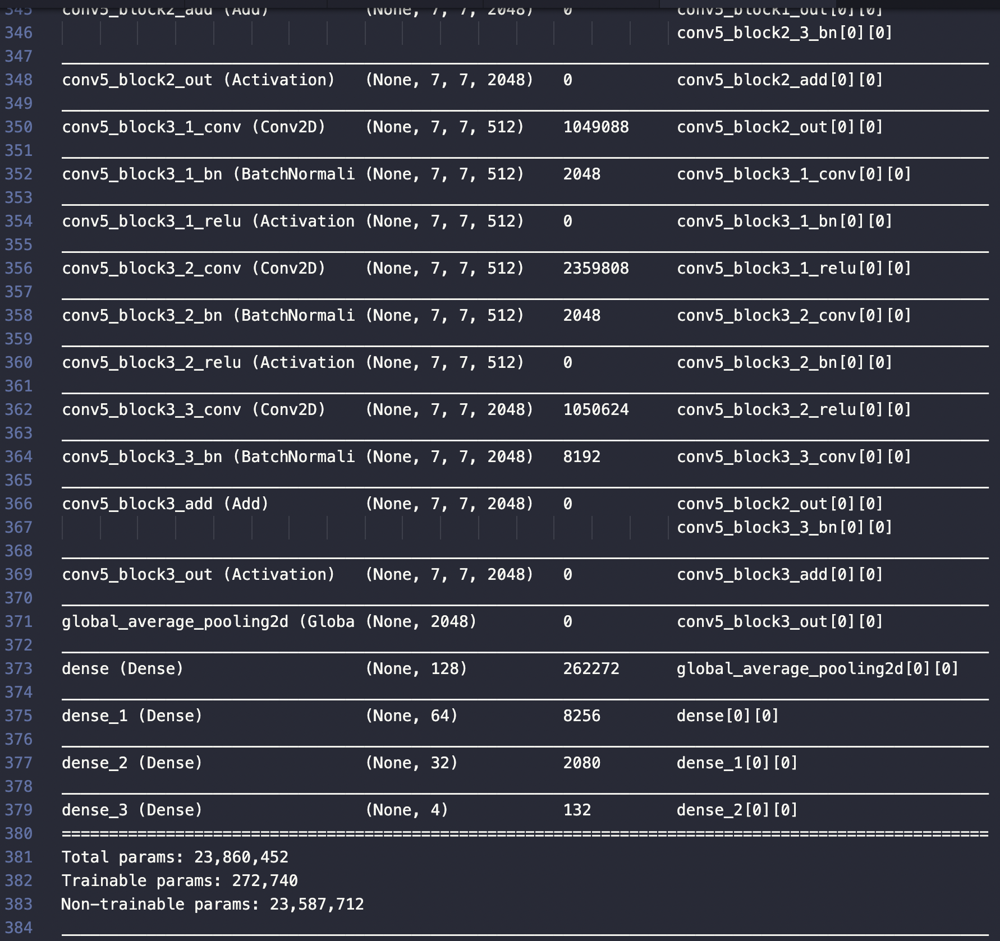 345 conv5_block2_add (Add) (None, 7, 7, 2048) 0 conv5_block1_out[0][0]
346 conv5_block2_3_bn[0][0]
347 __________________________________________________________________________________________________
348 conv5_block2_out (Activation) (None, 7, 7, 2048) 0 conv5_block2_add[0][0]
349 __________________________________________________________________________________________________
350 conv5_block3_1_conv (Conv2D) (None, 7, 7, 512) 1049088 conv5_block2_out[0][0]
351 __________________________________________________________________________________________________
352 conv5_block3_1_bn (BatchNormali (None, 7, 7, 512) 2048 conv5_block3_1_conv[0][0]
353 __________________________________________________________________________________________________
354 conv5_block3_1_relu (Activation (None, 7, 7, 512) 0 conv5_block3_1_bn[0][0]
355 __________________________________________________________________________________________________
356 conv5_block3_2_conv (Conv2D) (None, 7, 7, 512) 2359808 conv5_block3_1_relu[0][0]
357 __________________________________________________________________________________________________
358 conv5_block3_2_bn (BatchNormali (None, 7, 7, 512) 2048 conv5_block3_2_conv[0][0]
359 __________________________________________________________________________________________________
360 conv5_block3_2_relu (Activation (None, 7, 7, 512) 0 conv5_block3_2_bn[0][0]
361 __________________________________________________________________________________________________
362 conv5_block3_3_conv (Conv2D) (None, 7, 7, 2048) 1050624 conv5_block3_2_relu[0][0]
363 __________________________________________________________________________________________________
364 conv5_block3_3_bn (BatchNormali (None, 7, 7, 2048) 8192 conv5_block3_3_conv[0][0]
365 __________________________________________________________________________________________________
366 conv5_block3_add (Add) (None, 7, 7, 2048) 0 conv5_block2_out[0][0]
367 conv5_block3_3_bn[0][0]
368 __________________________________________________________________________________________________
369 conv5_block3_out (Activation) (None, 7, 7, 2048) 0 conv5_block3_add[0][0]
370 __________________________________________________________________________________________________
371 global_average_pooling2d (Globa (None, 2048) 0 conv5_block3_out[0][0]
372 __________________________________________________________________________________________________
373 dense (Dense) (None, 128) 262272 global_average_pooling2d[0][0]
374 __________________________________________________________________________________________________
375 dense_1 (Dense) (None, 64) 8256 dense[0][0]
376 __________________________________________________________________________________________________
377 dense_2 (Dense) (None, 32) 2080 dense_1[0][0]
378 __________________________________________________________________________________________________
379 dense_3 (Dense) (None, 4) 132 dense_2[0][0]
380 ==================================================================================================
381 Total params: 23,860,452
382 Trainable params: 272,740
383 Non-trainable params: 23,587,712
384 __________________________________________________________________________________________________